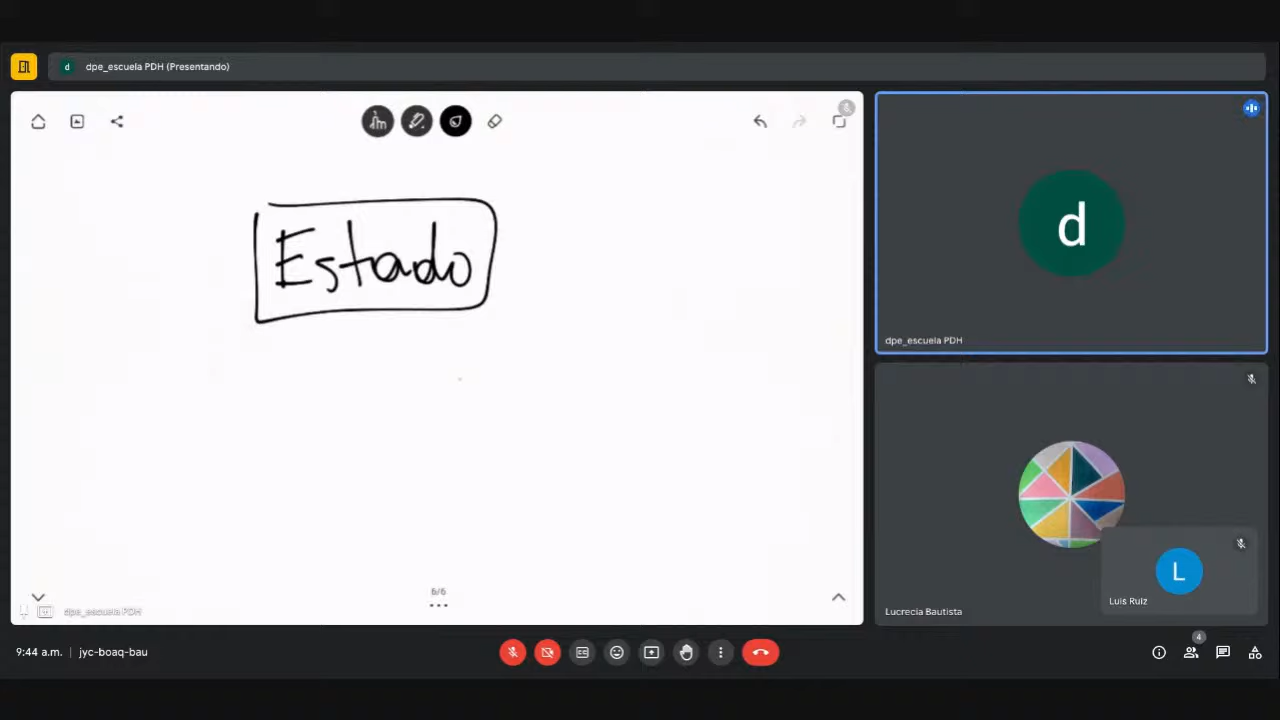 d dpe_escuela PDH (Presentando)
Estado
d
dpe_escuela PDH
6/6
dpe_escuela PDH
Lucrecia Bautista
L
Luis Ruiz
9:44 a.m. | jyc-boaq-bau
4